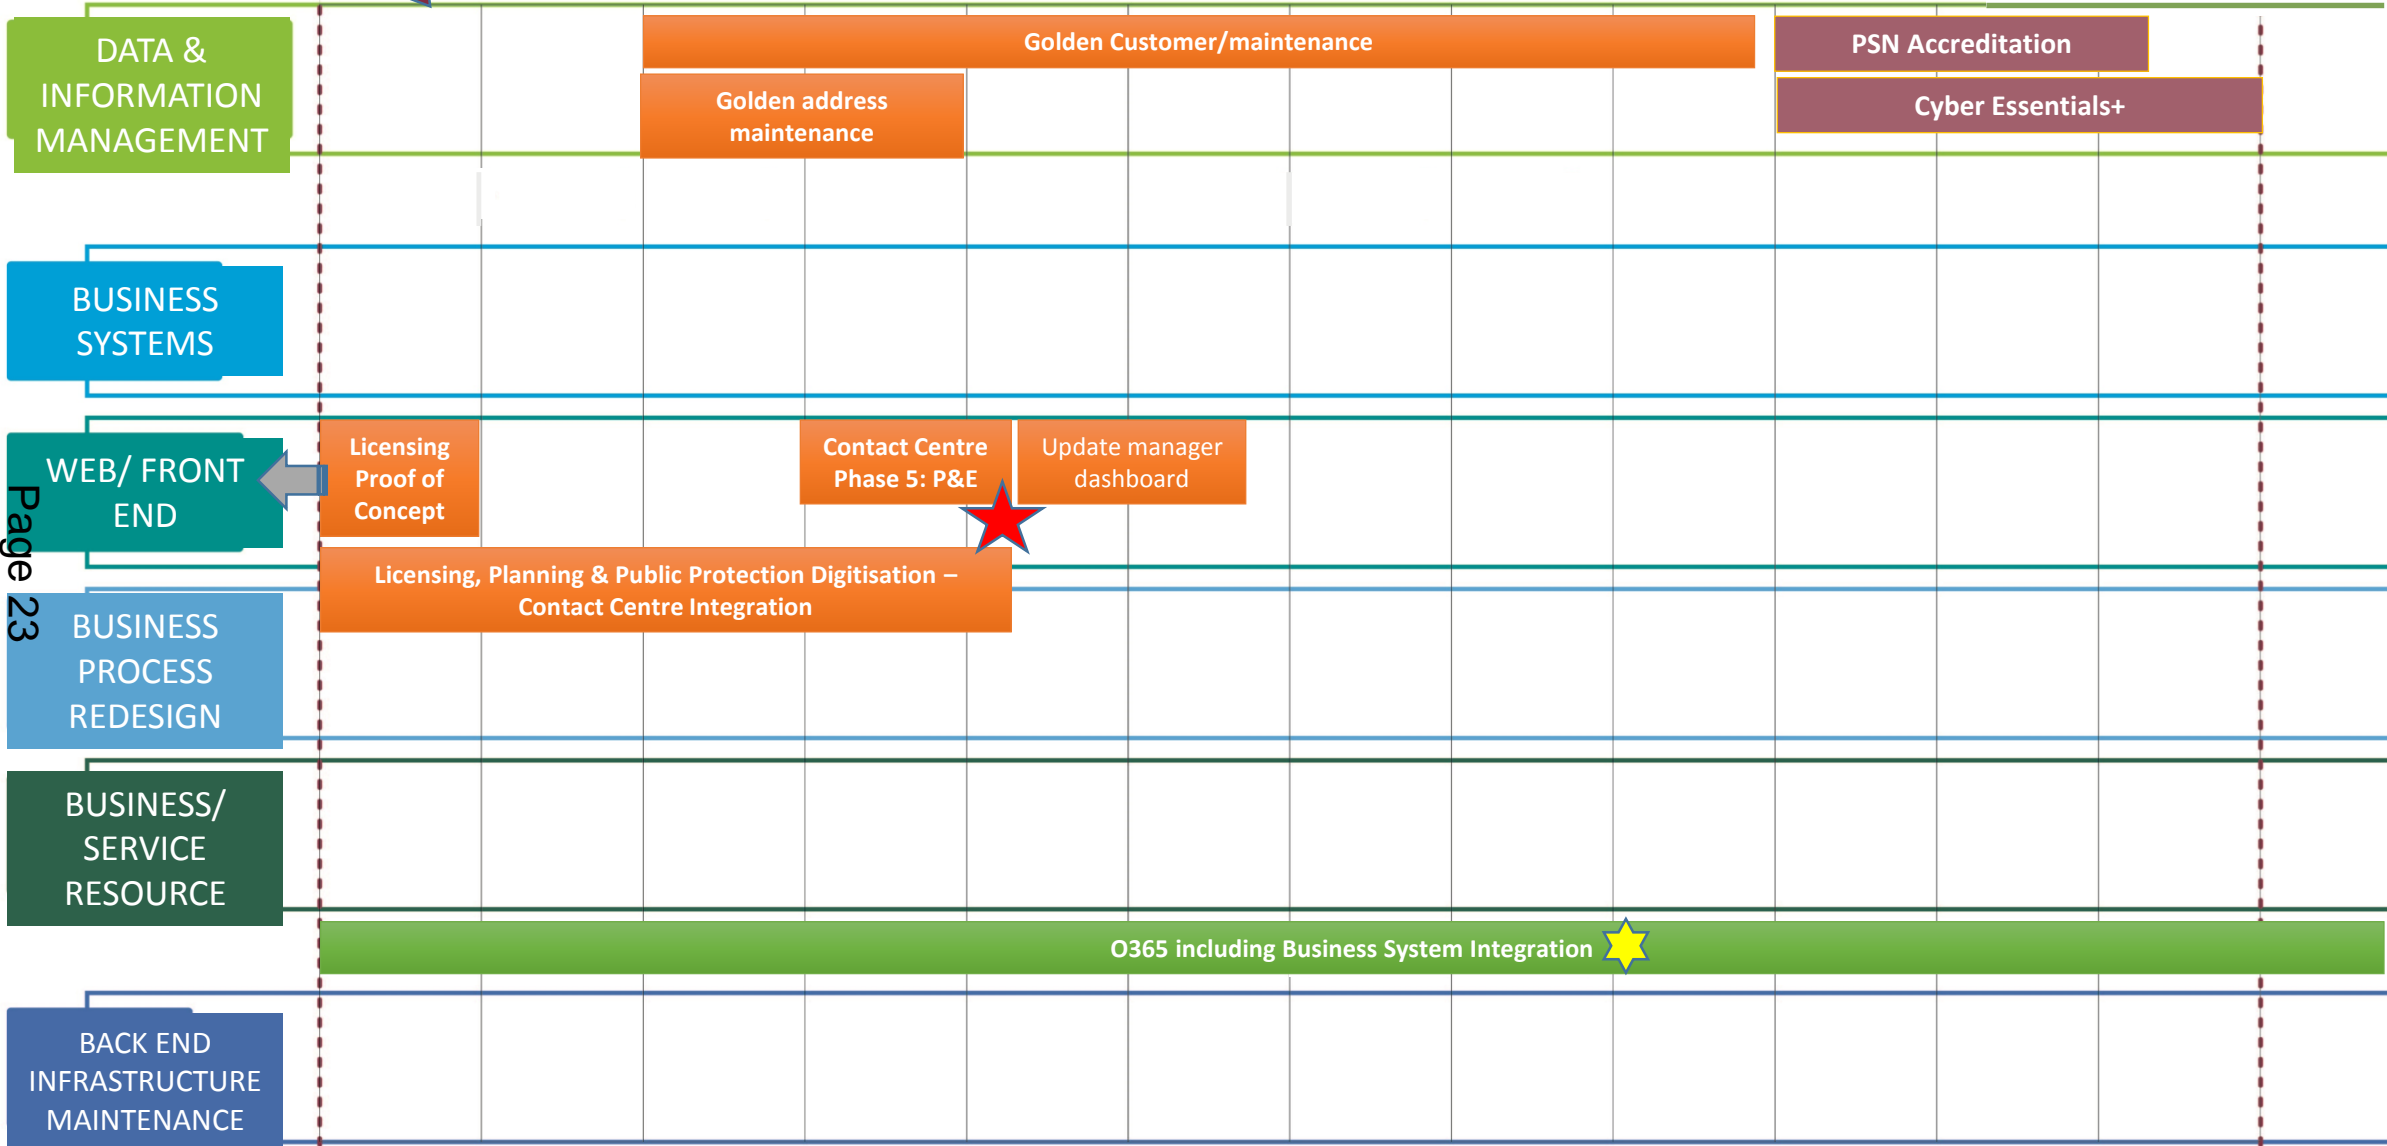 DATA &
INFORMATION
MANAGEMENT
Golden Customer/maintenance
PSN Accreditation
Golden address
maintenance
Cyber Essentials+
BUSINESS
SYSTEMS
WEB/ FRONT
END
Licensing
Proof of
Concept
Contact Centre
Phase 5: P&E
Update manager
dashboard
Page 23
Licensing, Planning & Public Protection Digitisation –
Contact Centre Integration
BUSINESS
PROCESS
REDESIGN
BUSINESS/
SERVICE
RESOURCE
O365 including Business System Integration
BACK END
INFRASTRUCTURE
MAINTENANCE